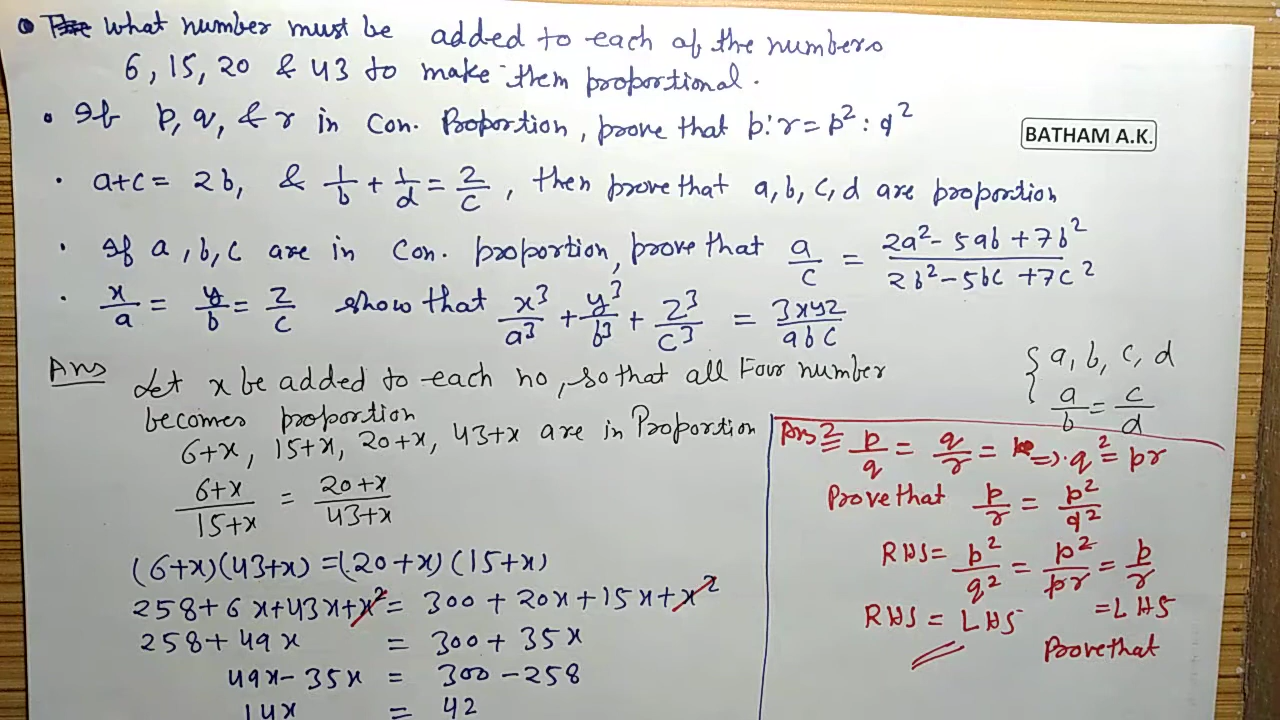 What number must be added to each of the numbers
6, 15, 20 & 43 to make them proportional.
If p, q, & r in Con. Proportion, prove that p:r = p² : q²
BATHAM A.K.
a+c = 2b, & 1/b + 1/d = 2/c, then prove that a, b, c, d are proportion
If a, b, c are in Con. proportion, prove that a/c = (2a² - 5ab + 7b²)/(2b² - 5bc + 7c²)
x/a = y/b = z/c show that x³/a³ + y³/b³ + z³/c³ = 3xyz/abc
Ans
Let x be added to each no, so that all Four number
becomes proportion
6+x, 15+x, 20+x, 43+x are in Proportion
(6+x)/(15+x) = (20+x)/(43+x)
(6+x)(43+x) = (20+x)(15+x)
258 + 6x + 43x + x² = 300 + 20x + 15x + x²
258 + 49x = 300 + 35x
49x - 35x = 300 - 258
14x = 42
{ a, b, c, d
a/b = c/d
Ans 2 p/q = q/r = k => q² = pr
Prove that p/r = p²/q²
RHS = p²/q² = p²/pr = p/r
= LHS
RHS = LHS
Prove that